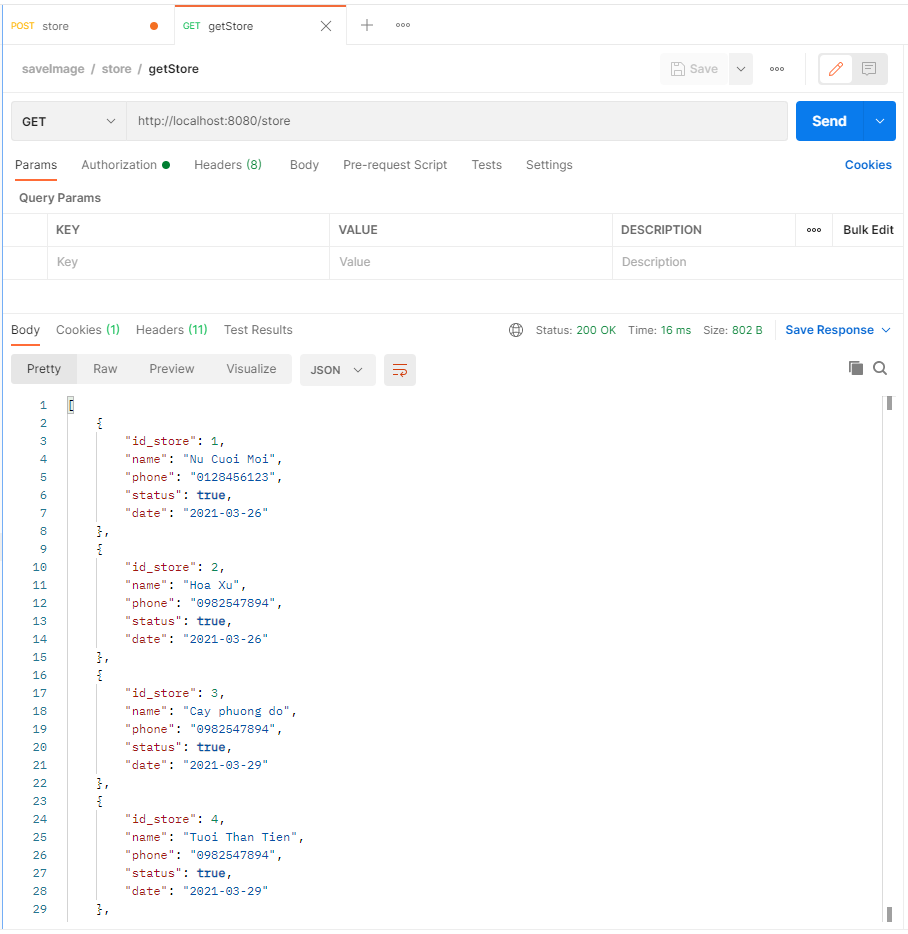 POST store GET getStore
saveImage / store / getStore Save
GET http://localhost:8080/store Send
Params Authorization Headers (8) Body Pre-request Script Tests Settings Cookies
Query Params
KEY VALUE DESCRIPTION Bulk Edit
Key Value Description
Body Cookies (1) Headers (11) Test Results Status: 200 OK Time: 16 ms Size: 802 B Save Response
Pretty Raw Preview Visualize JSON
1 [
2 {
3 "id_store": 1,
4 "name": "Nu Cuoi Moi",
5 "phone": "0128456123",
6 "status": true,
7 "date": "2021-03-26"
8 },
9 {
10 "id_store": 2,
11 "name": "Hoa Xu",
12 "phone": "0982547894",
13 "status": true,
14 "date": "2021-03-26"
15 },
16 {
17 "id_store": 3,
18 "name": "Cay phuong do",
19 "phone": "0982547894",
20 "status": true,
21 "date": "2021-03-29"
22 },
23 {
24 "id_store": 4,
25 "name": "Tuoi Than Tien",
26 "phone": "0982547894",
27 "status": true,
28 "date": "2021-03-29"
29 },